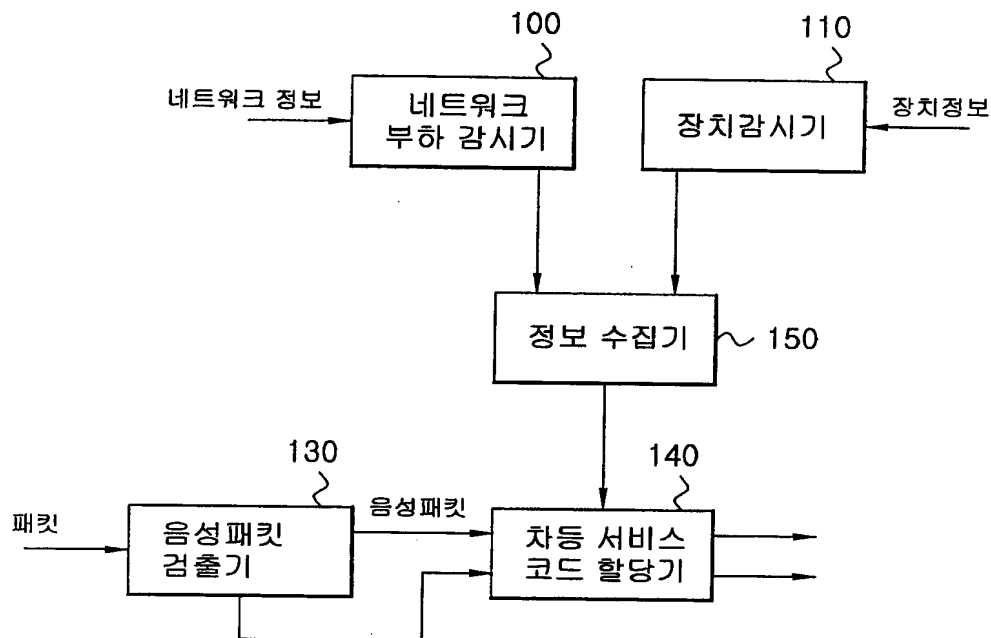 100
110
네트워크 정보
네트워크
부하 감시기
장치감시기
장치정보
정보 수집기
150
130
140
패킷
음성패킷
검출기
음성패킷
차등 서비스
코드 할당기